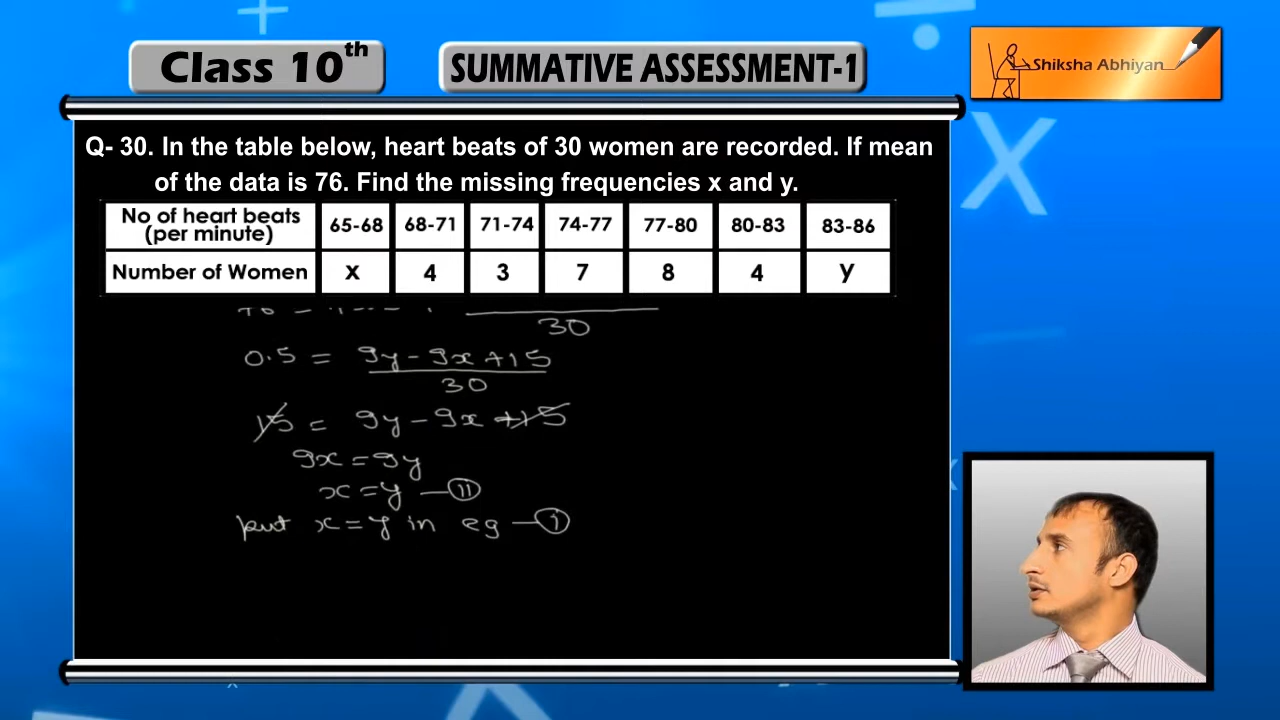 Class 10th
SUMMATIVE ASSESSMENT-1
Shiksha Abhiyan
Q- 30. In the table below, heart beats of 30 women are recorded. If mean
of the data is 76. Find the missing frequencies x and y.
No of heart beats (per minute) 65-68 68-71 71-74 74-77 77-80 80-83 83-86
Number of Women x 4 3 7 8 4 y
30
0.5 = 9y-9x+15
30
15 = 9y-9x+15
9x=9y
x=y —(II)
put x=y in eq —(I)
X